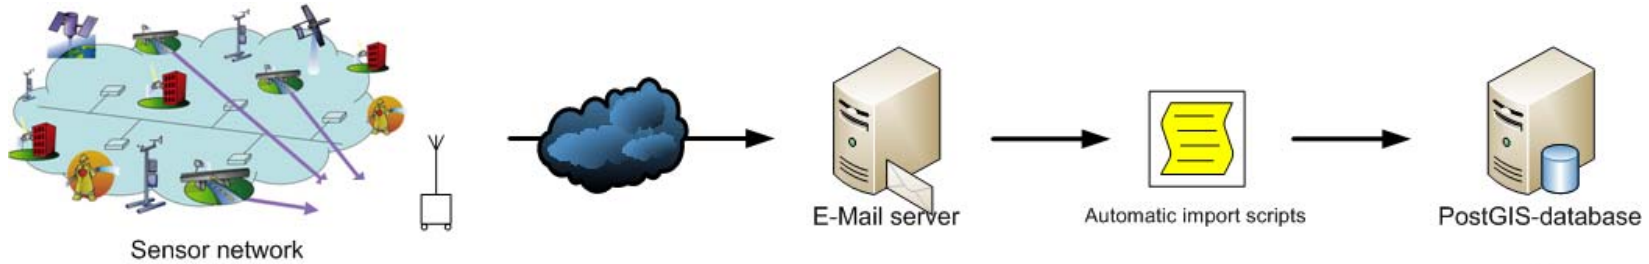 E-Mail server
Automatic import scripts
PostGIS-database
Sensor network